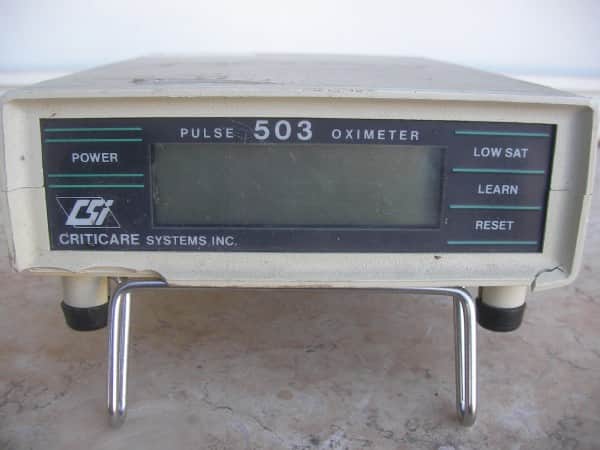 PULSE 503 OXIMETER
POWER
CSi
CRITICARE SYSTEMS INC.
LOW SAT
LEARN
RESET